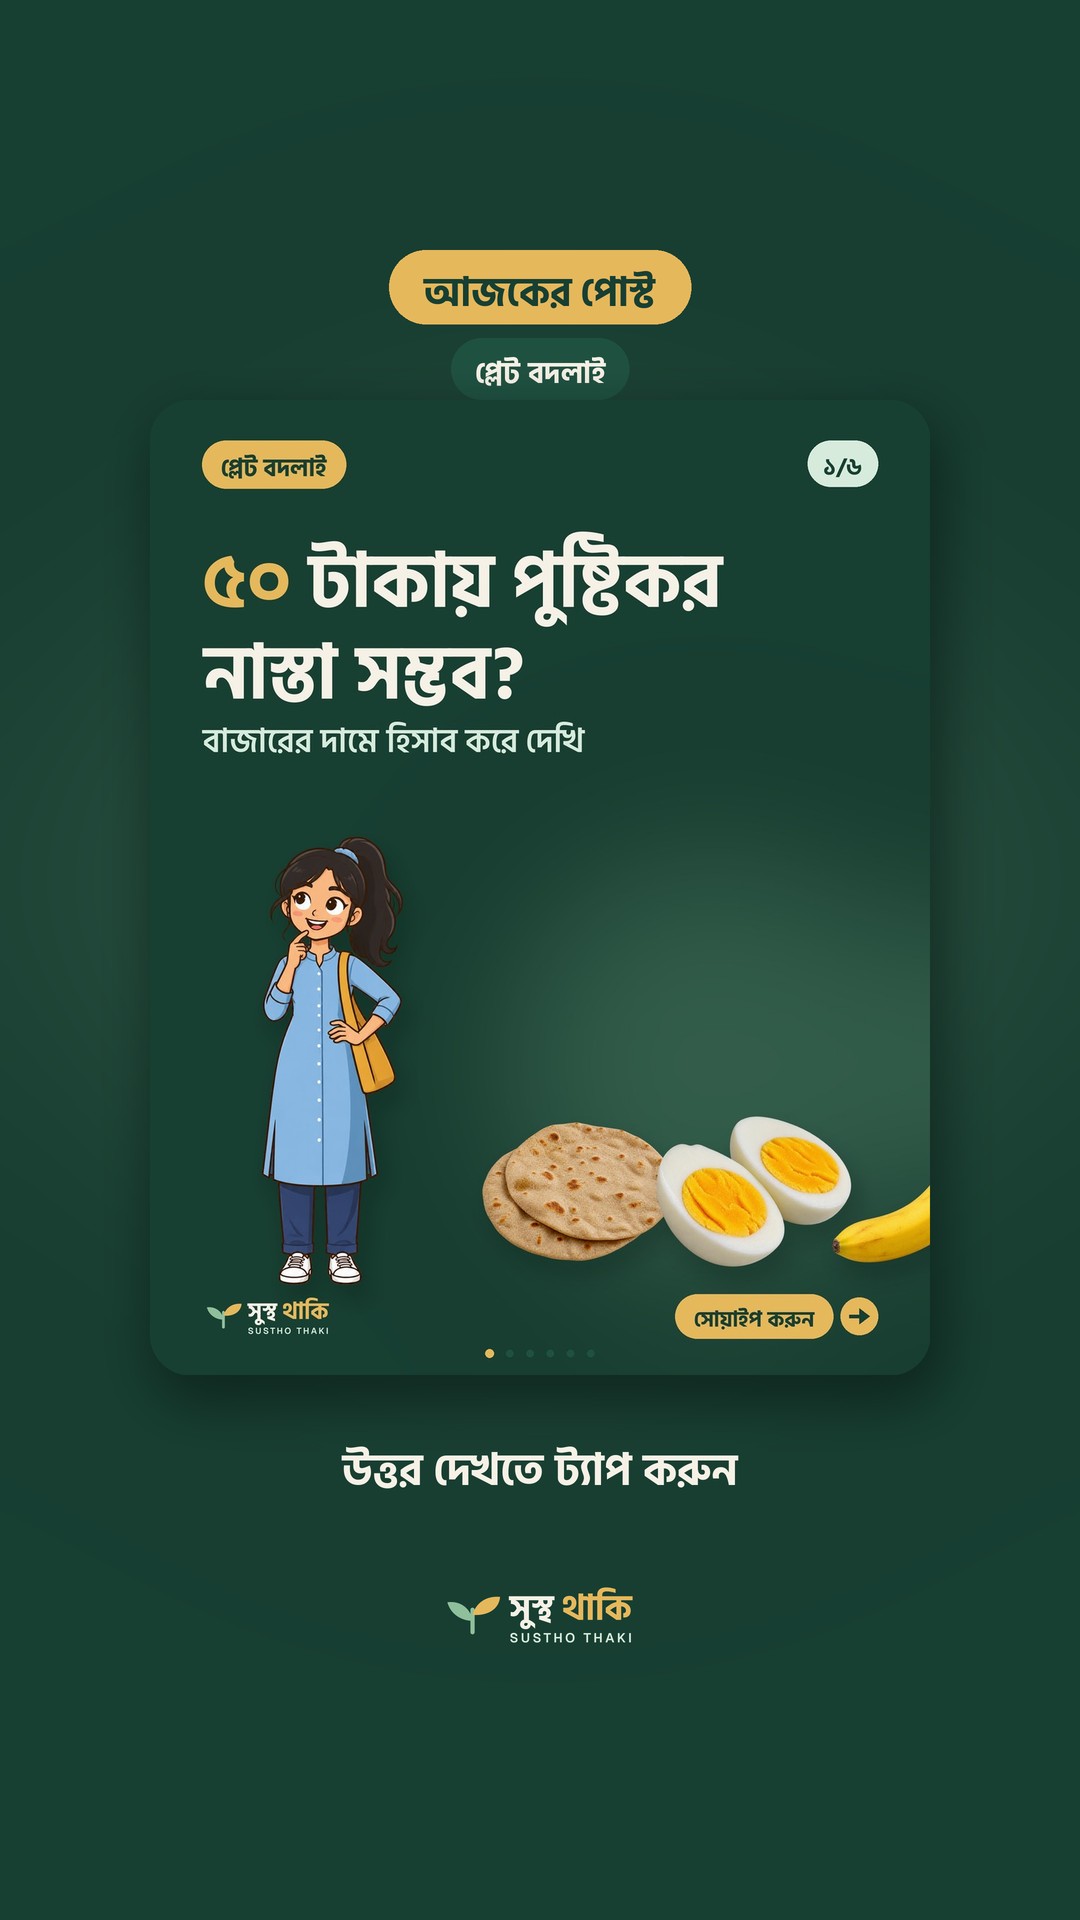 আজকের পোস্ট
প্লেট বদলাই
প্লেট বদলাই
১/৬
৫০ টাকায় পুষ্টিকর
নাস্তা সম্ভব?
বাজারের দামে হিসাব করে দেখি
সুস্থ থাকি
SUSTHO THAKI
সোয়াইপ করুন
উত্তর দেখতে ট্যাপ করুন
সুস্থ থাকি
SUSTHO THAKI